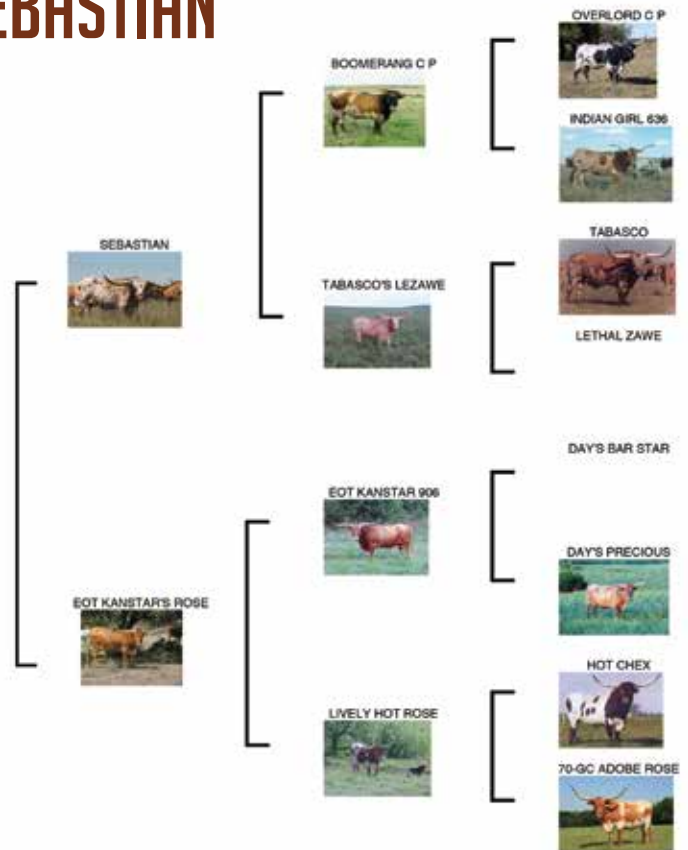 EBASTIAN
OVERLORD C P
BOOMERANG C P
INDIAN GIRL 636
TABASCO
SEBASTIAN
TABASCO'S LEZAWE
LETHAL ZAWE
DAY'S BAR STAR
EOT KANSTAR 906
DAY'S PRECIOUS
EOT KANSTAR'S ROSE
HOT CHEX
LIVELY HOT ROSE
70-GC ADOBE ROSE